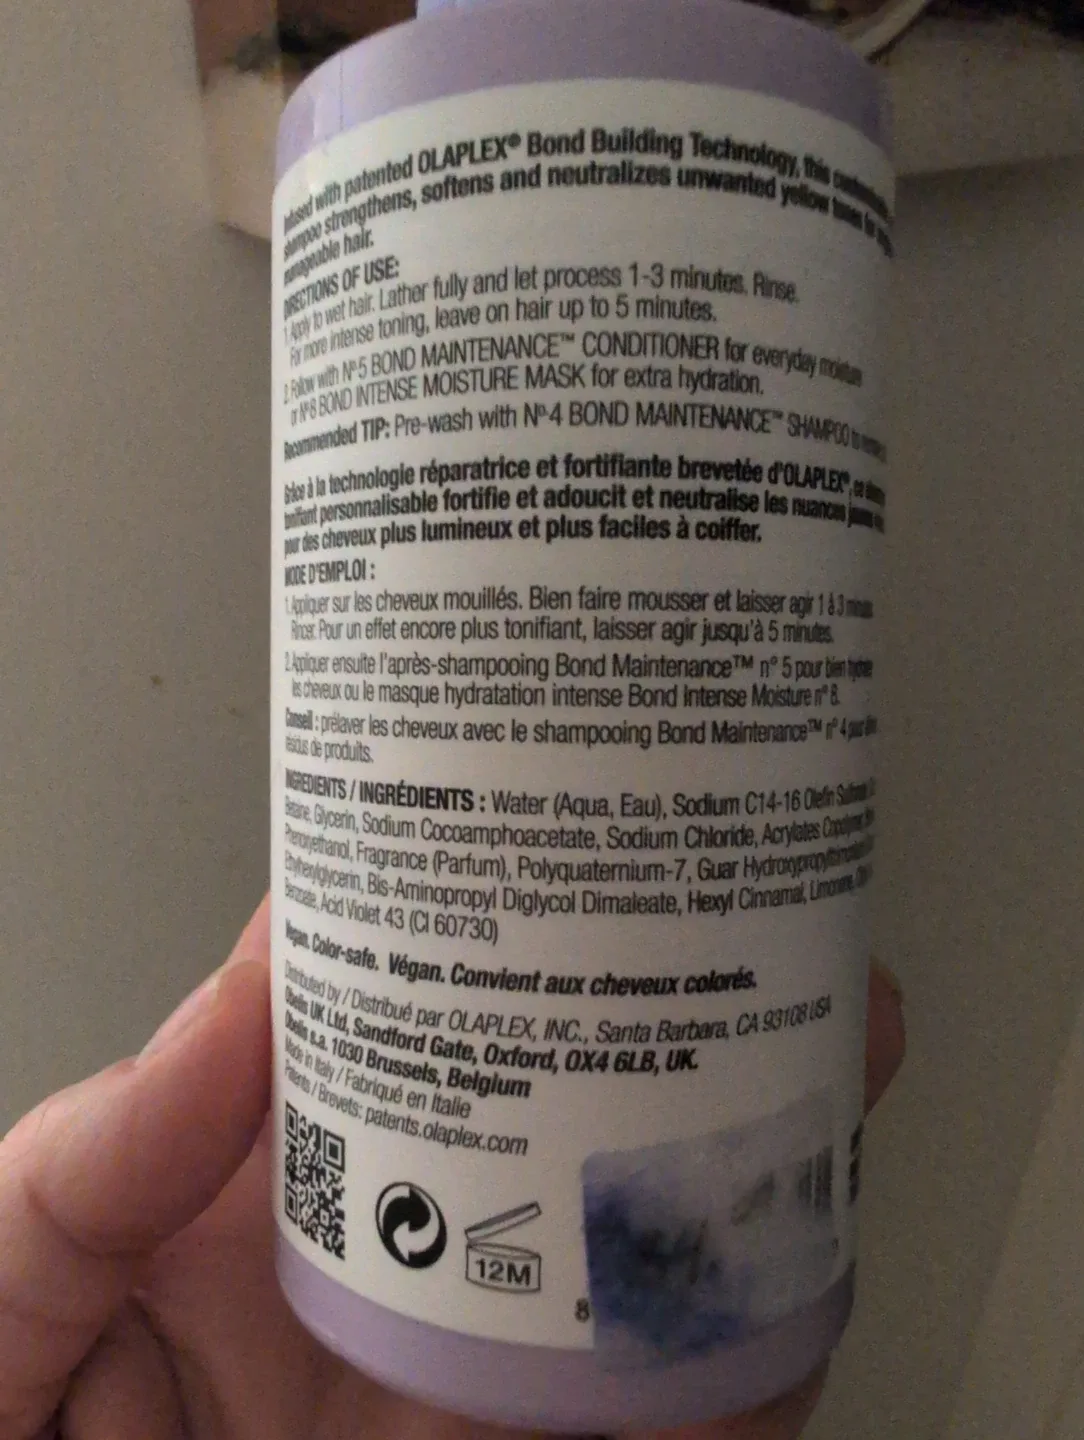 Infused with patented OLAPLEX® Bond Building Technology, this
shampoo strengthens, softens and neutralizes unwanted yellow tones for
manageable hair.
DIRECTIONS OF USE:
1. Apply to wet hair. Lather fully and let process 1-3 minutes. Rinse.
For more intense toning, leave on hair up to 5 minutes.
2. Follow with Nº5 BOND MAINTENANCE™ CONDITIONER for everyday moisture
or Nº8 BOND INTENSE MOISTURE MASK for extra hydration.
Recommended TIP: Pre-wash with Nº4 BOND MAINTENANCE™ SHAMPOO to
Grâce à la technologie réparatrice et fortifiante brevetée d'OLAPLEX®, ce
tonifiant personnalisable fortifie et adoucit et neutralise les nuances jaunes
pour des cheveux plus lumineux et plus faciles à coiffer.
MODE D'EMPLOI :
1. Appliquer sur les cheveux mouillés. Bien faire mousser et laisser agir 1 à 3
Rincer. Pour un effet encore plus tonifiant, laisser agir jusqu'à 5 minutes.
2. Appliquer ensuite l'après-shampooing Bond Maintenance™ n° 5 pour bien
les cheveux ou le masque hydratation intense Bond Intense Moisture n° 8.
Conseil : prélaver les cheveux avec le shampooing Bond Maintenance™ n° 4
résidus de produits.
INGREDIENTS / INGRÉDIENTS : Water (Aqua, Eau), Sodium C14-16 Olefin
Betaine, Glycerin, Sodium Cocoamphoacetate, Sodium Chloride, Acrylates Copolymer,
Phenoxyethanol, Fragrance (Parfum), Polyquaternium-7, Guar
Ethylhexylglycerin, Bis-Aminopropyl Diglycol Dimaleate, Hexyl Cinnamal, Limonene,
Benzoate, Acid Violet 43 (CI 60730)
Vegan. Color-safe. Végan. Convient aux cheveux colorés.
Distributed by / Distribué par OLAPLEX, INC., Santa Barbara, CA 93108 USA
Obelis UK Ltd, Sandford Gate, Oxford, OX4 6LB, UK.
Obelis s.a. 1030 Brussels, Belgium
Made in Italy / Fabriqué en Italie
Patents / Brevets: patents.olaplex.com
12M
8